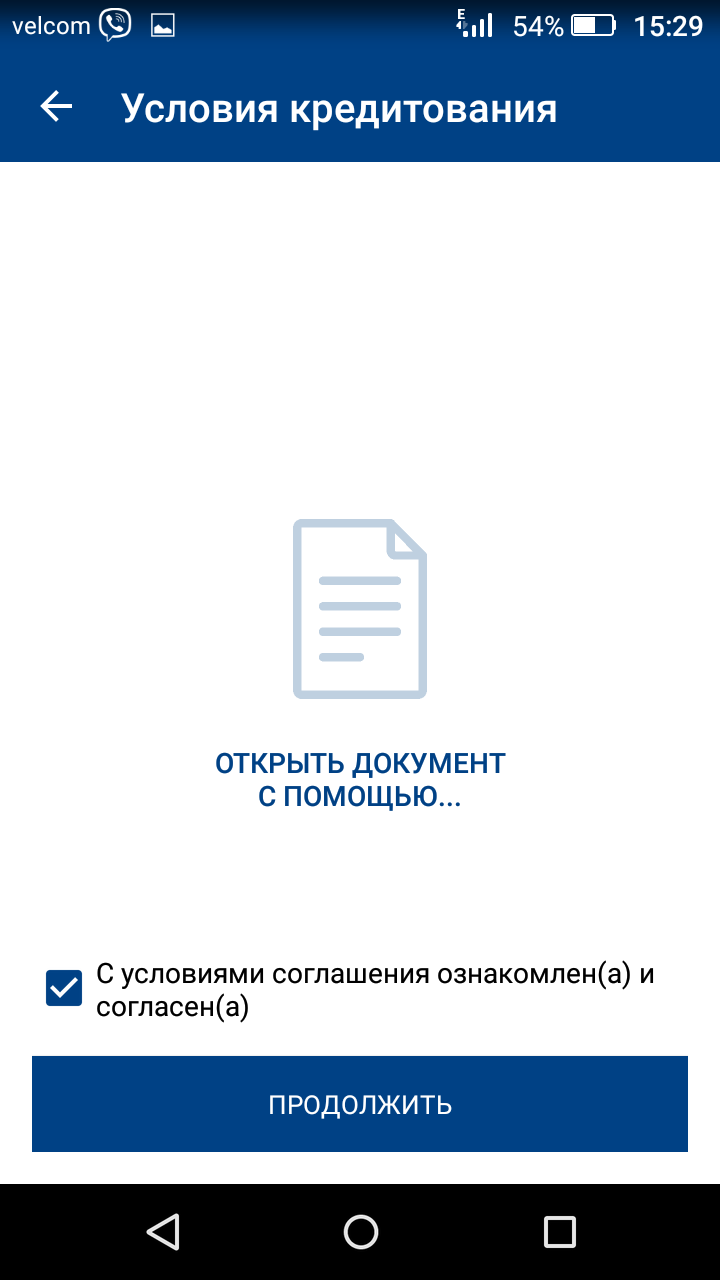 velcom
E
54%
15:29
Условия кредитования
ОТКРЫТЬ ДОКУМЕНТ
С ПОМОЩЬЮ...
С условиями соглашения ознакомлен(а) и
согласен(а)
ПРОДОЛЖИТЬ